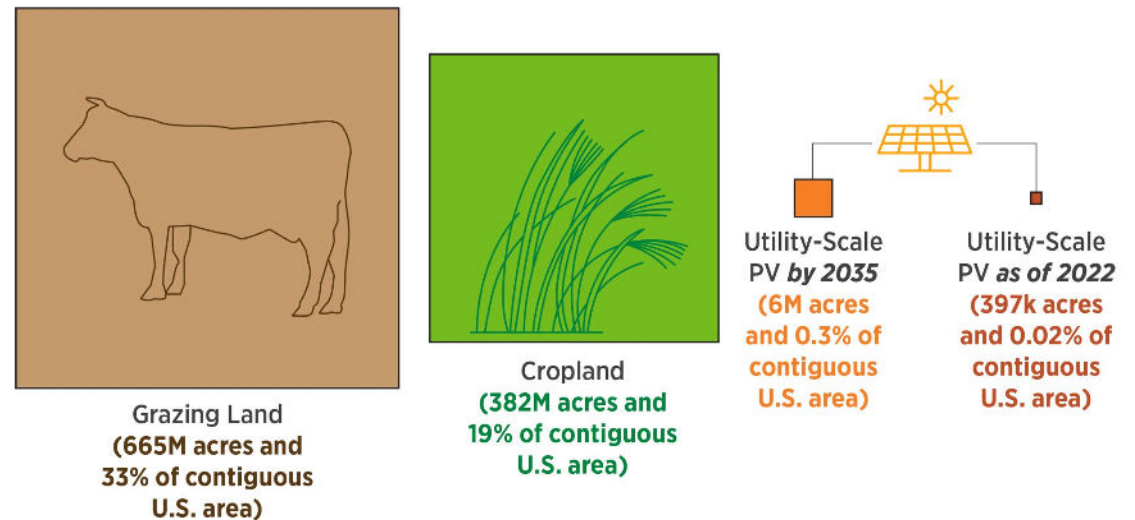 Grazing Land
(665M acres and
33% of contiguous
U.S. area)
Cropland
(382M acres and
19% of contiguous
U.S. area)
Utility-Scale
PV by 2035
(6M acres
and 0.3% of
contiguous
U.S. area)
Utility-Scale
PV as of 2022
(397k acres
and 0.02% of
contiguous
U.S. area)